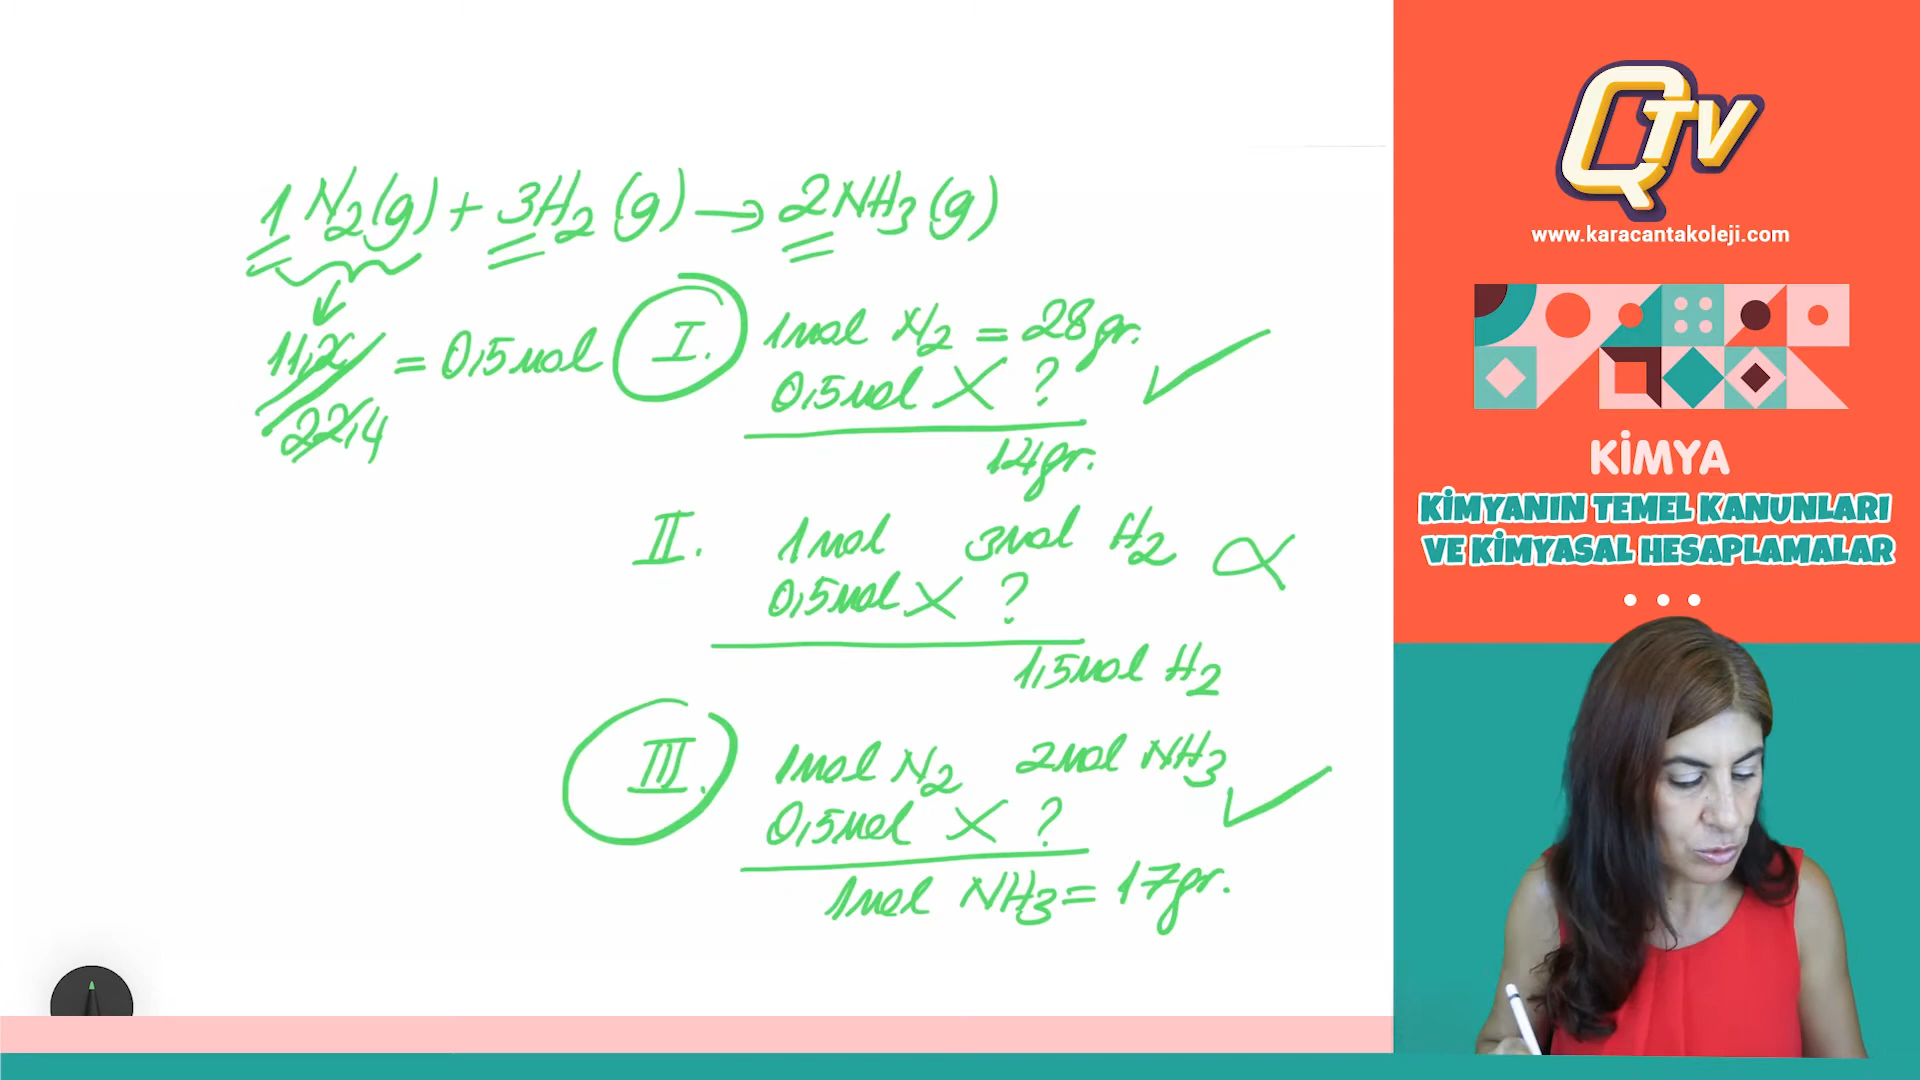 1 N2(g) + 3H2 (g) → 2NH3 (g)
11,2 / 22,4 = 0,5 mol
I. 1mol N2 = 28gr.
0,5mol X ?
14gr.
II. 1mol 3mol H2
0,5mol X ?
1,5mol H2
III. 1mol N2 2mol NH3
0,5mol X ?
1mol NH3 = 17gr.
QTV
www.karacantakoleji.com
KİMYA
KİMYANIN TEMEL KANUNLARI
VE KİMYASAL HESAPLAMALAR